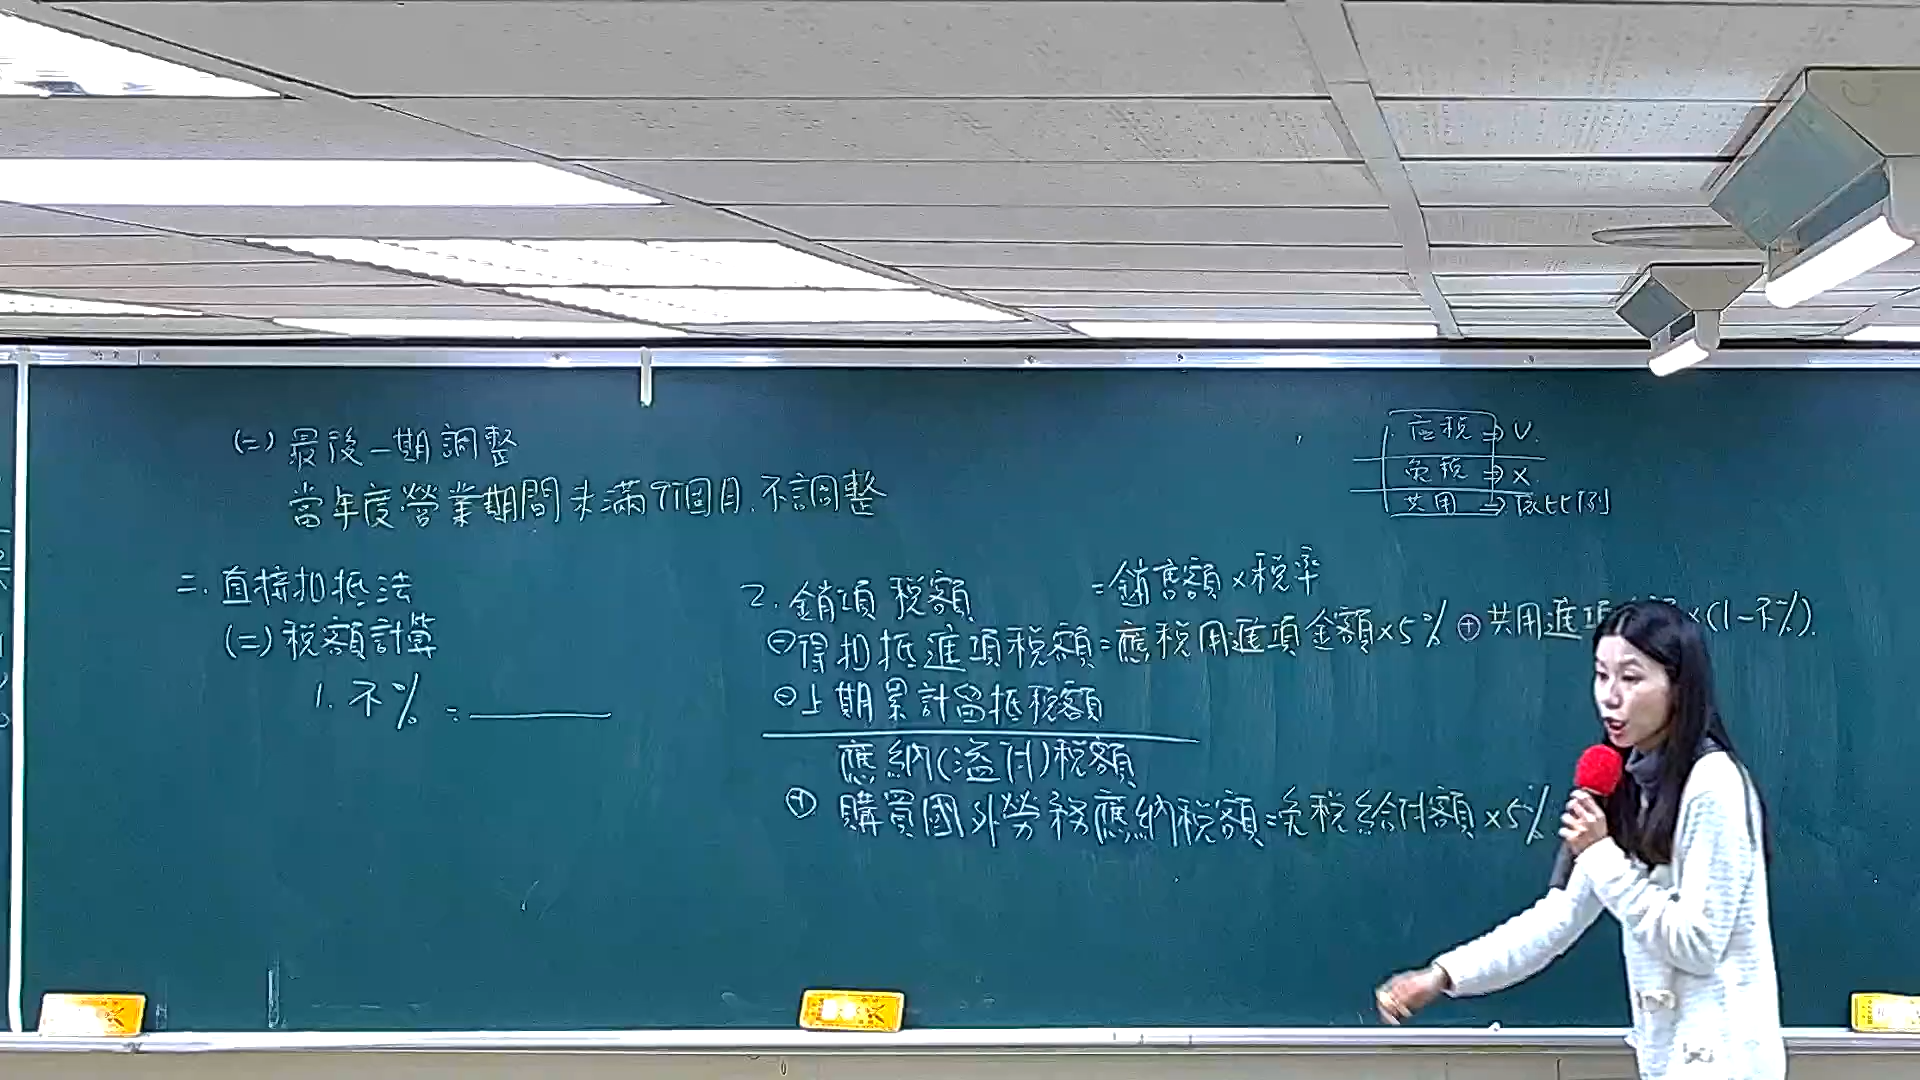 (二) 最後一期調整
當年度營業期間未滿9個月.不調整
二.直接扣抵法
(二)稅額計算
1. 不% = 
2. 銷項稅額 =銷售額×稅率
⊖得扣抵進項稅額=應稅用進項金額×5% ⊕共用進項 ×(1-不%).
⊖上期累計留抵稅額
應納(溢付)稅額
⊕ 購買國外勞務應納稅額=免稅給付額×5%
应稅⇒V.
免稅⇒X.
共用⇒依比例